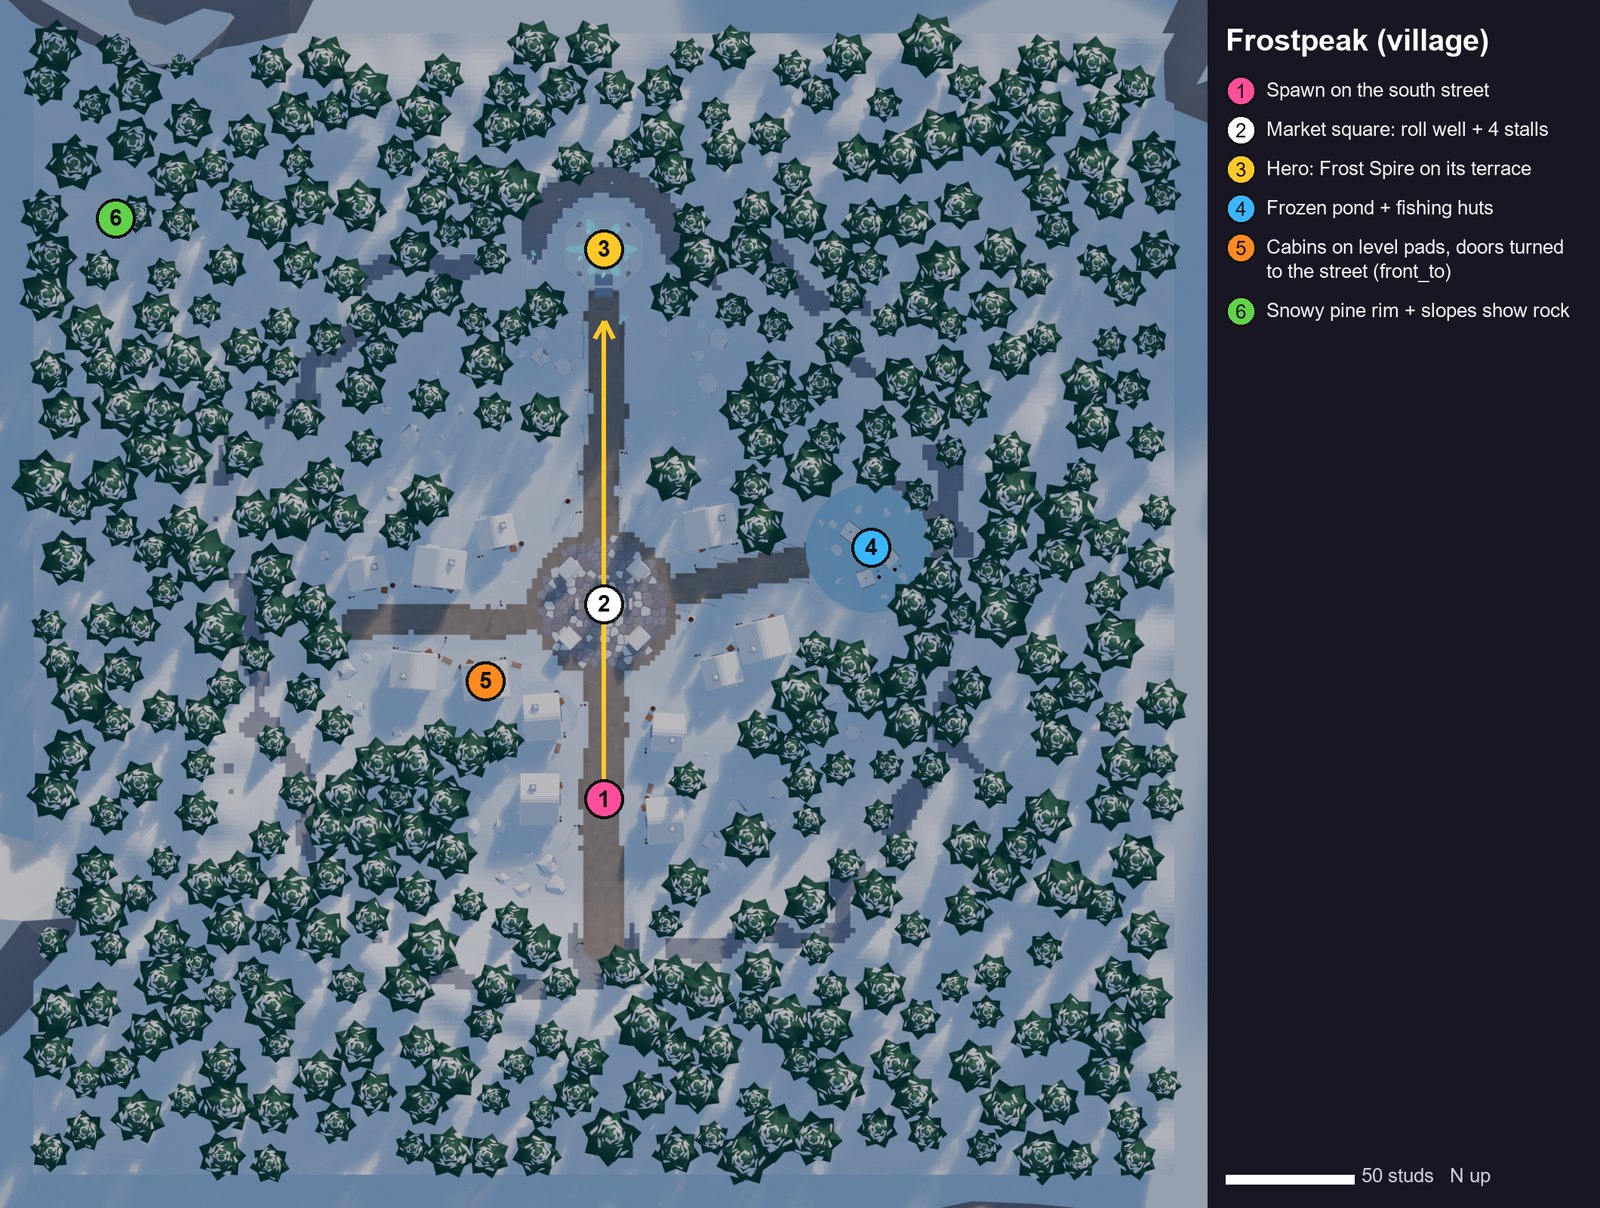 Frostpeak (village)
1 Spawn on the south street
2 Market square: roll well + 4 stalls
3 Hero: Frost Spire on its terrace
4 Frozen pond + fishing huts
5 Cabins on level pads, doors turned
to the street (front_to)
6 Snowy pine rim + slopes show rock
6
3
4
2
5
1
50 studs N up